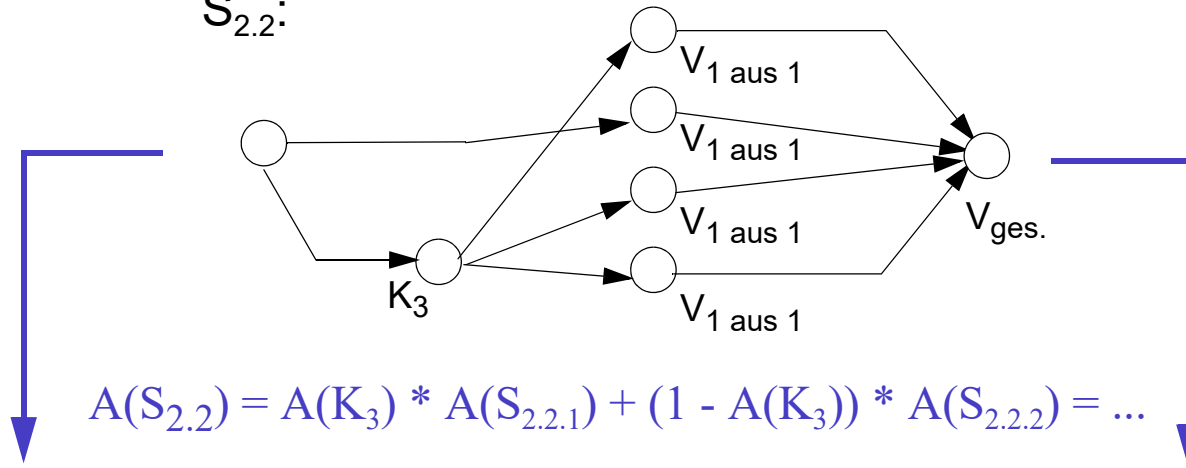 S2.2:
V1 aus 1
V1 aus 1
V1 aus 1
Vges.
K3
V1 aus 1
A(S2.2) = A(K3) * A(S2.2.1) + (1 - A(K3)) * A(S2.2.2) = ...